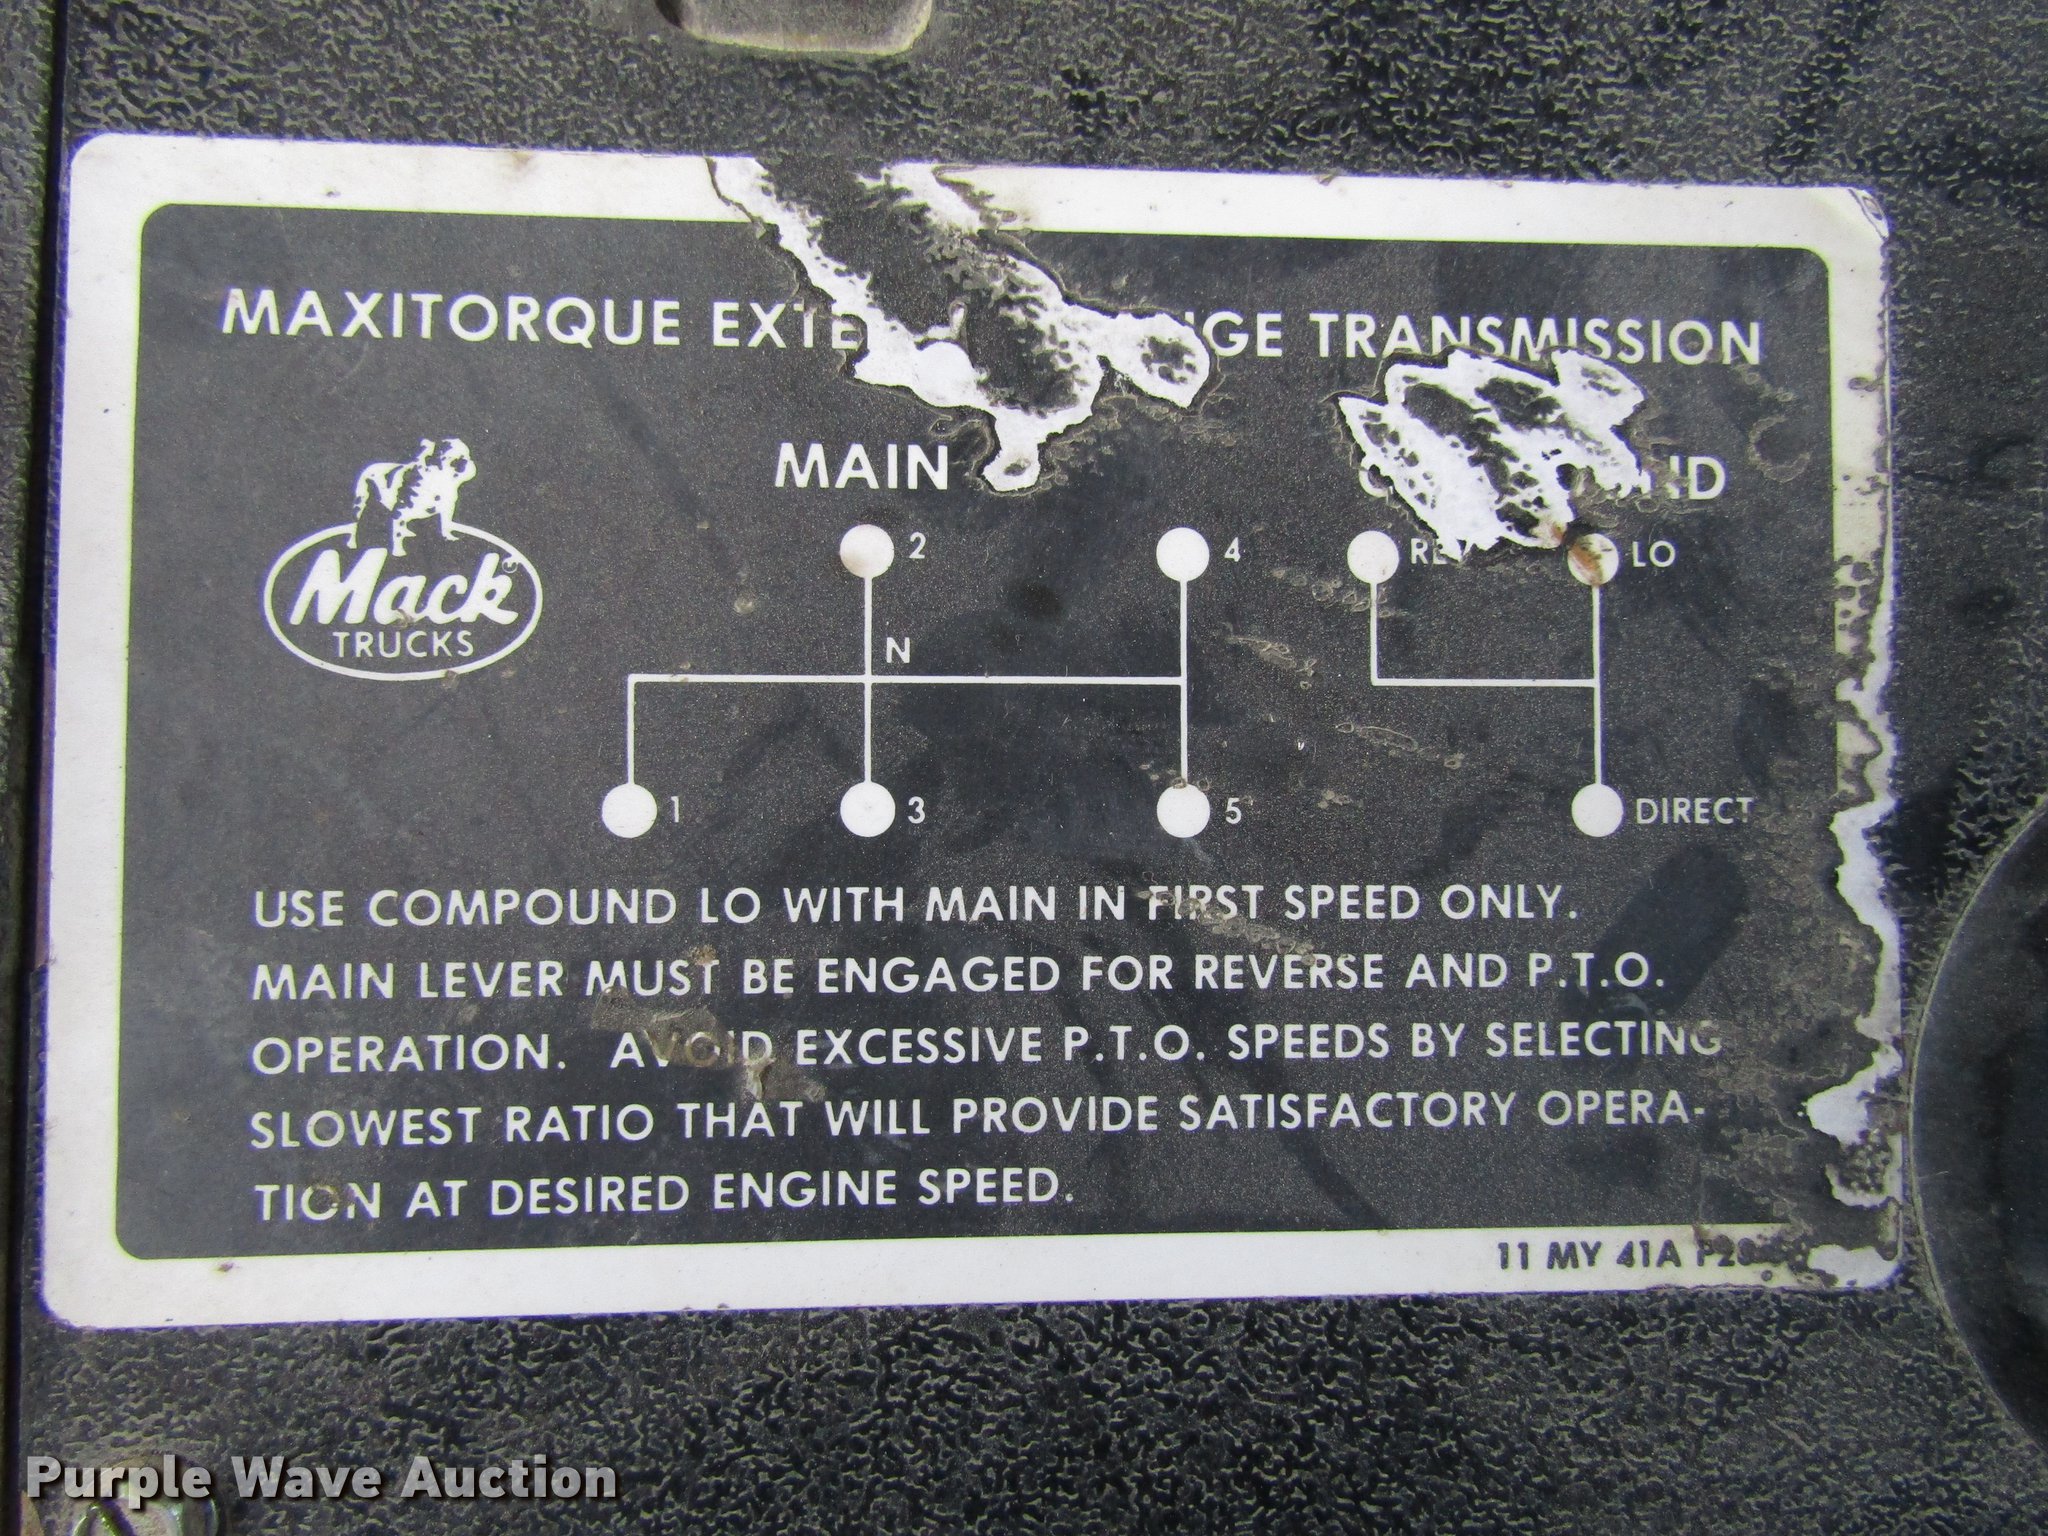 MAXITORQUE TRANSMISSION
MAIN
2 4 LO
N
1 3 5 DIRECT
Mack
TRUCKS
USE COMPOUND LO WITH MAIN IN FIRST SPEED ONLY.
MAIN LEVER MUST BE ENGAGED FOR REVERSE AND P.T.O.
OPERATION. AVOID EXCESSIVE P.T.O. SPEEDS BY SELECTING
SLOWEST RATIO THAT WILL PROVIDE SATISFACTORY OPERA-
TION AT DESIRED ENGINE SPEED.
11 MY 41A
Purple Wave Auction